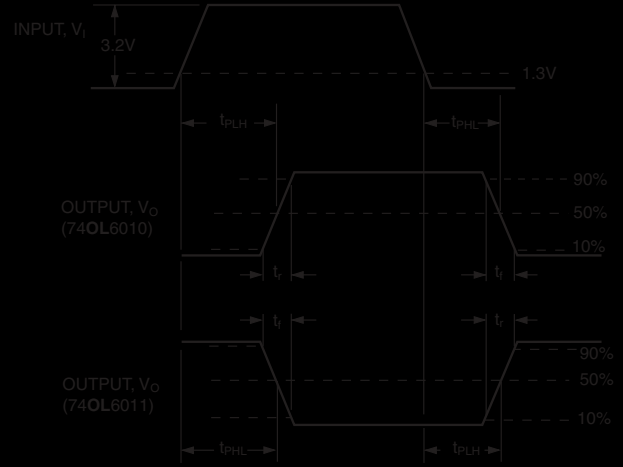 INPUT, VI
3.2V
1.3V
tPLH
tPHL
OUTPUT, VO
(74OL6010)
90%
50%
10%
tr
tf
tf
tr
OUTPUT, VO
(74OL6011)
90%
50%
10%
tPHL
tPLH